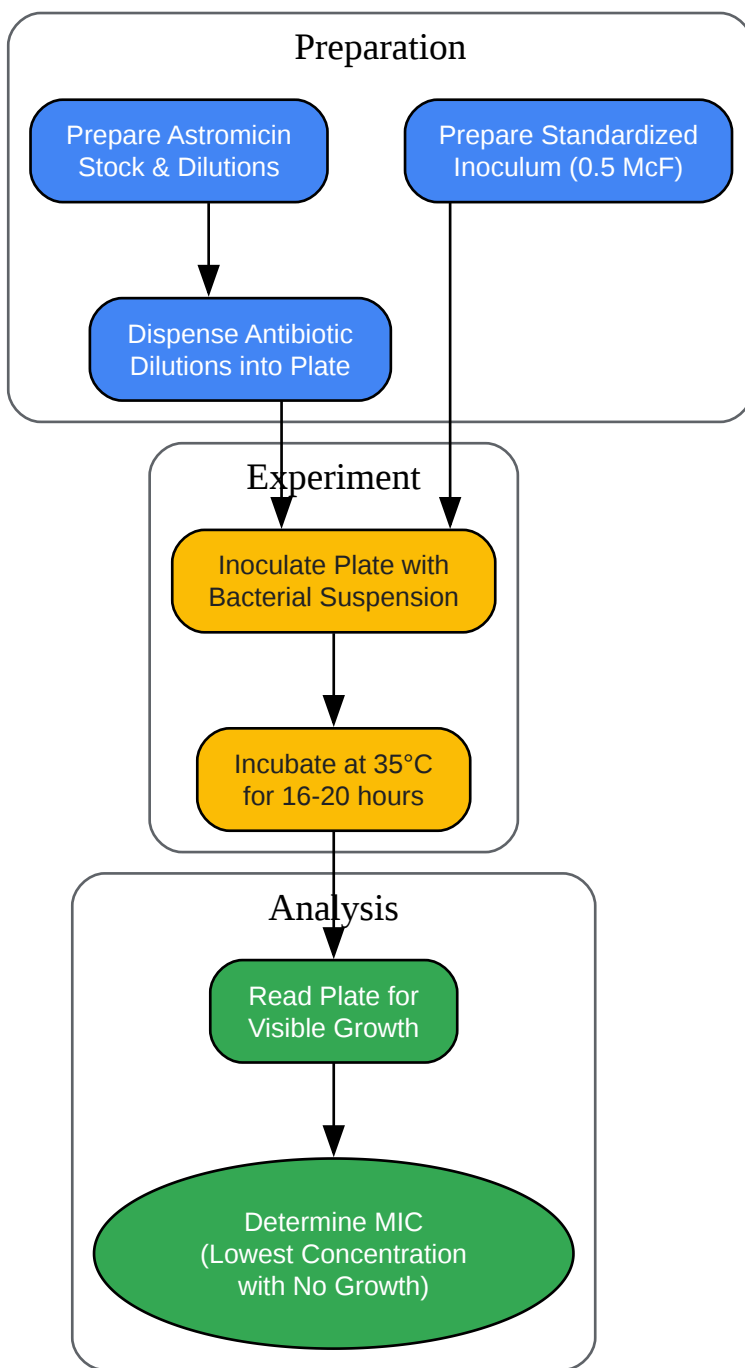 Preparation
Prepare Astromicin
Stock & Dilutions
Prepare Standardized
Inoculum (0.5 McF)
Dispense Antibiotic
Dilutions into Plate
Experiment
Inoculate Plate with
Bacterial Suspension
Incubate at 35°C
for 16-20 hours
Analysis
Read Plate for
Visible Growth
Determine MIC
(Lowest Concentration
with No Growth)